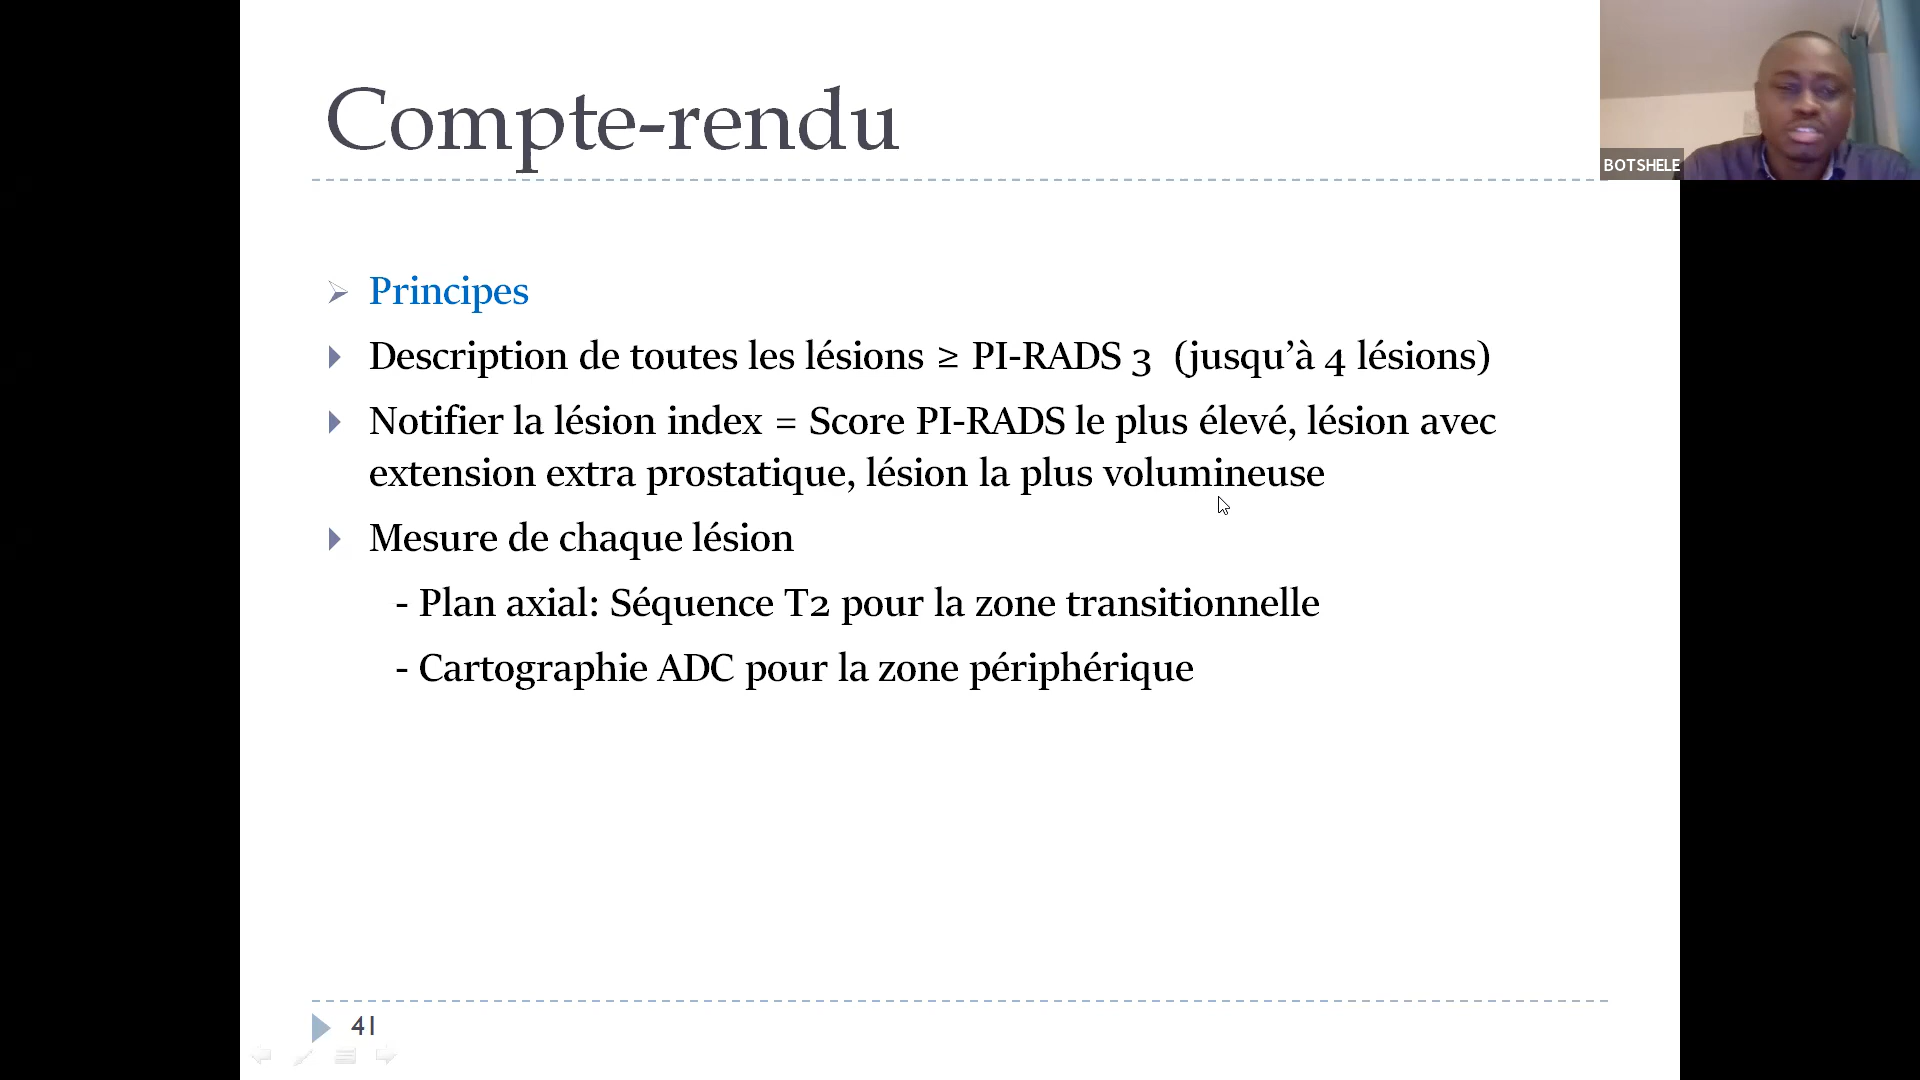 Compte-rendu
BOTSHELE
Principes
Description de toutes les lésions ≥ PI-RADS 3 (jusqu’à 4 lésions)
Notifier la lésion index = Score PI-RADS le plus élevé, lésion avec
extension extra prostatique, lésion la plus volumineuse
Mesure de chaque lésion
- Plan axial: Séquence T2 pour la zone transitionnelle
- Cartographie ADC pour la zone périphérique
41